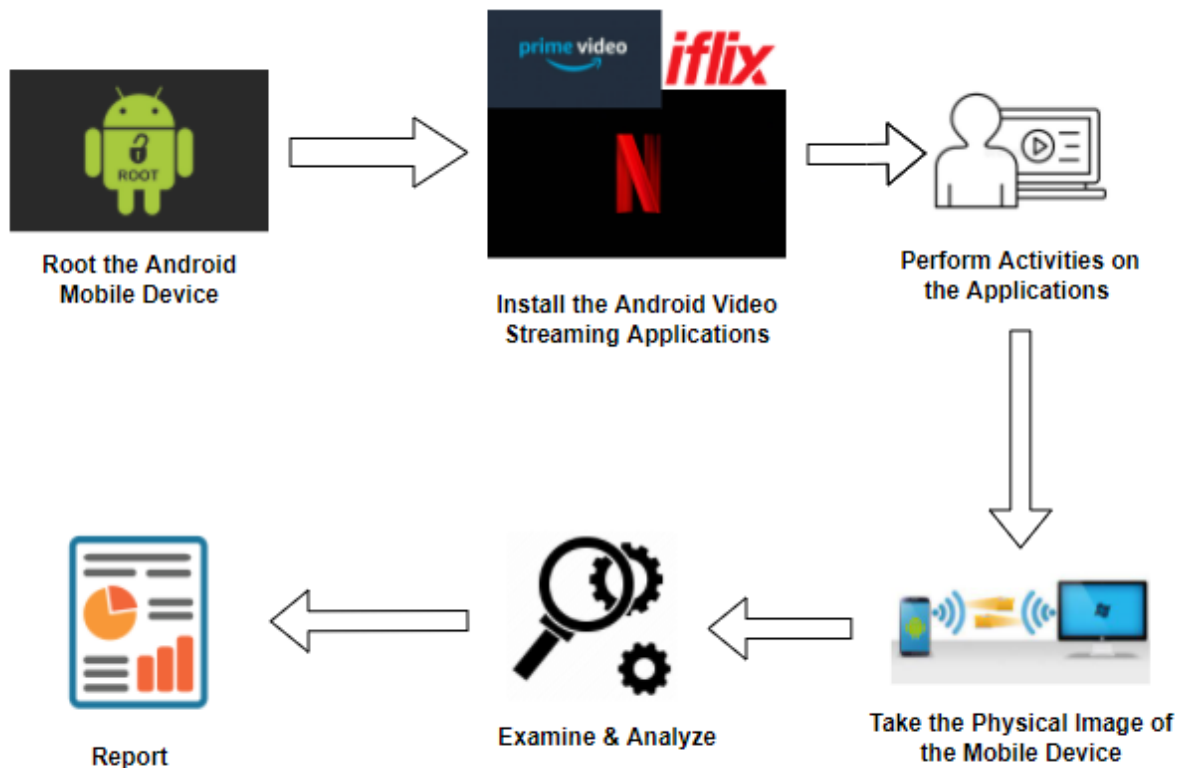 prime video
iflix
ROOT
N
Root the Android
Mobile Device
Install the Android Video
Streaming Applications
Perform Activities on
the Applications
Take the Physical Image of
the Mobile Device
Examine & Analyze
Report